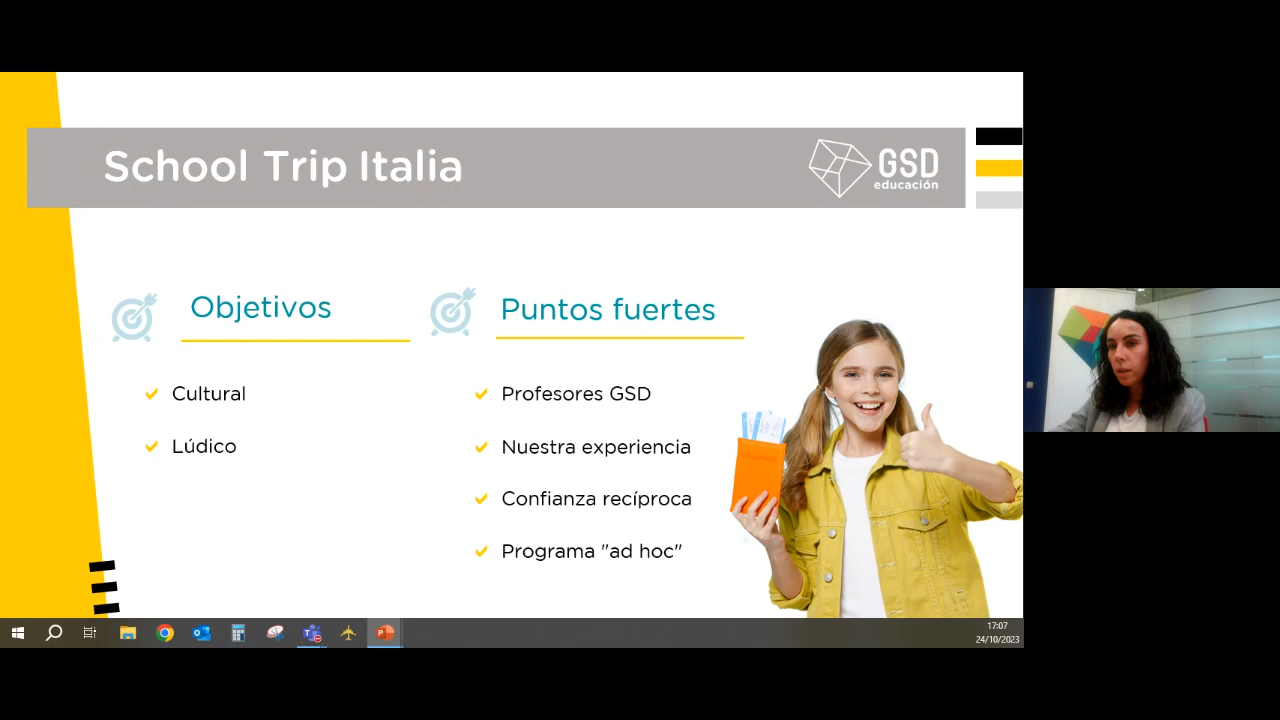 School Trip Italia
GSD
educación
Objetivos
Cultural
Lúdico
Puntos fuertes
Profesores GSD
Nuestra experiencia
Confianza recíproca
Programa "ad hoc"
17:07
24/10/2023